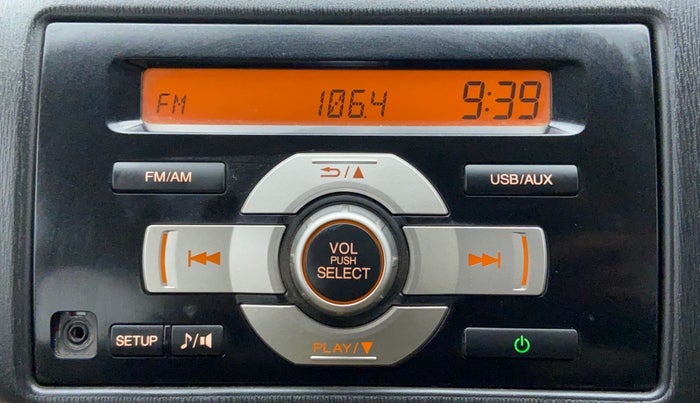 FM 106.4 9:39
FM/AM
USB/AUX
VOL
PUSH
SELECT
SETUP
PLAY/▼